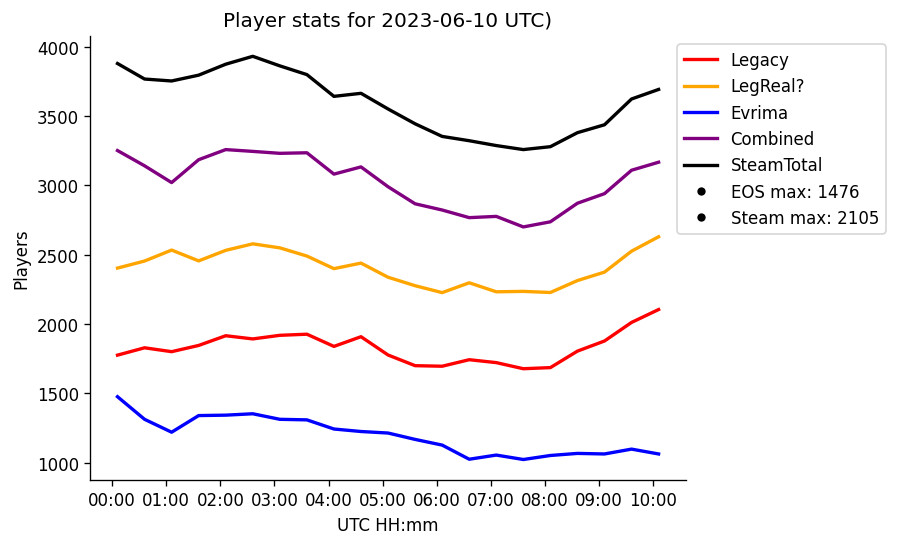 Player stats for 2023-06-10 UTC)
Legacy
LegReal?
Evrima
Combined
SteamTotal
EOS max: 1476
Steam max: 2105
Players
4000
3500
3000
2500
2000
1500
1000
00:00 01:00 02:00 03:00 04:00 05:00 06:00 07:00 08:00 09:00 10:00
UTC HH:mm